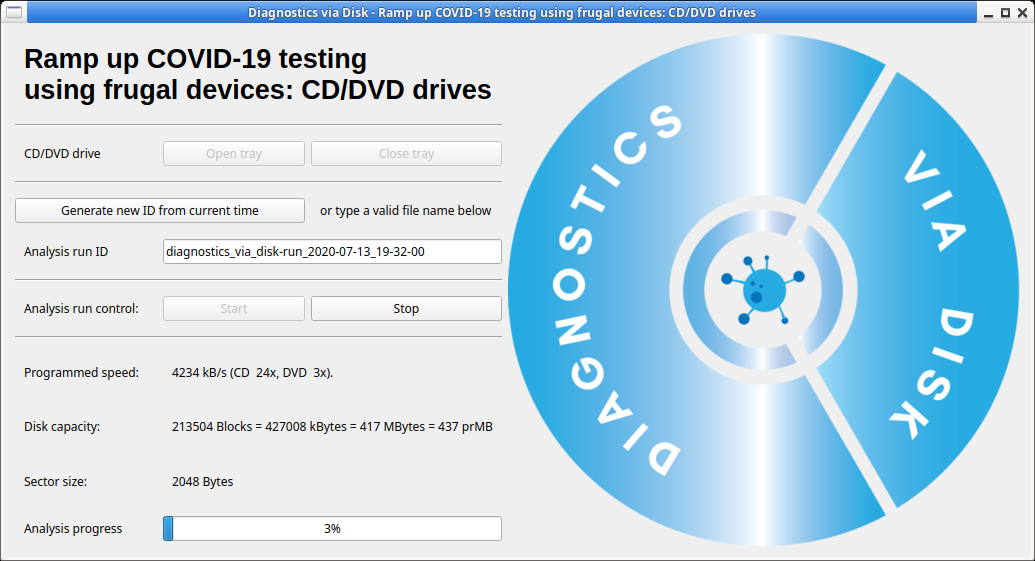 Diagnostics via Disk - Ramp up COVID-19 testing using frugal devices: CD/DVD drives
Ramp up COVID-19 testing
using frugal devices: CD/DVD drives
CD/DVD drive
Open tray
Close tray
Generate new ID from current time
or type a valid file name below
Analysis run ID
diagnostics_via_disk-run_2020-07-13_19-32-00
Analysis run control:
Start
Stop
Programmed speed:
4234 kB/s (CD  24x, DVD  3x).
Disk capacity:
213504 Blocks = 427008 kBytes = 417 MBytes = 437 prMB
Sector size:
2048 Bytes
Analysis progress
3%
DIAGNOSTICS
VIA DISK